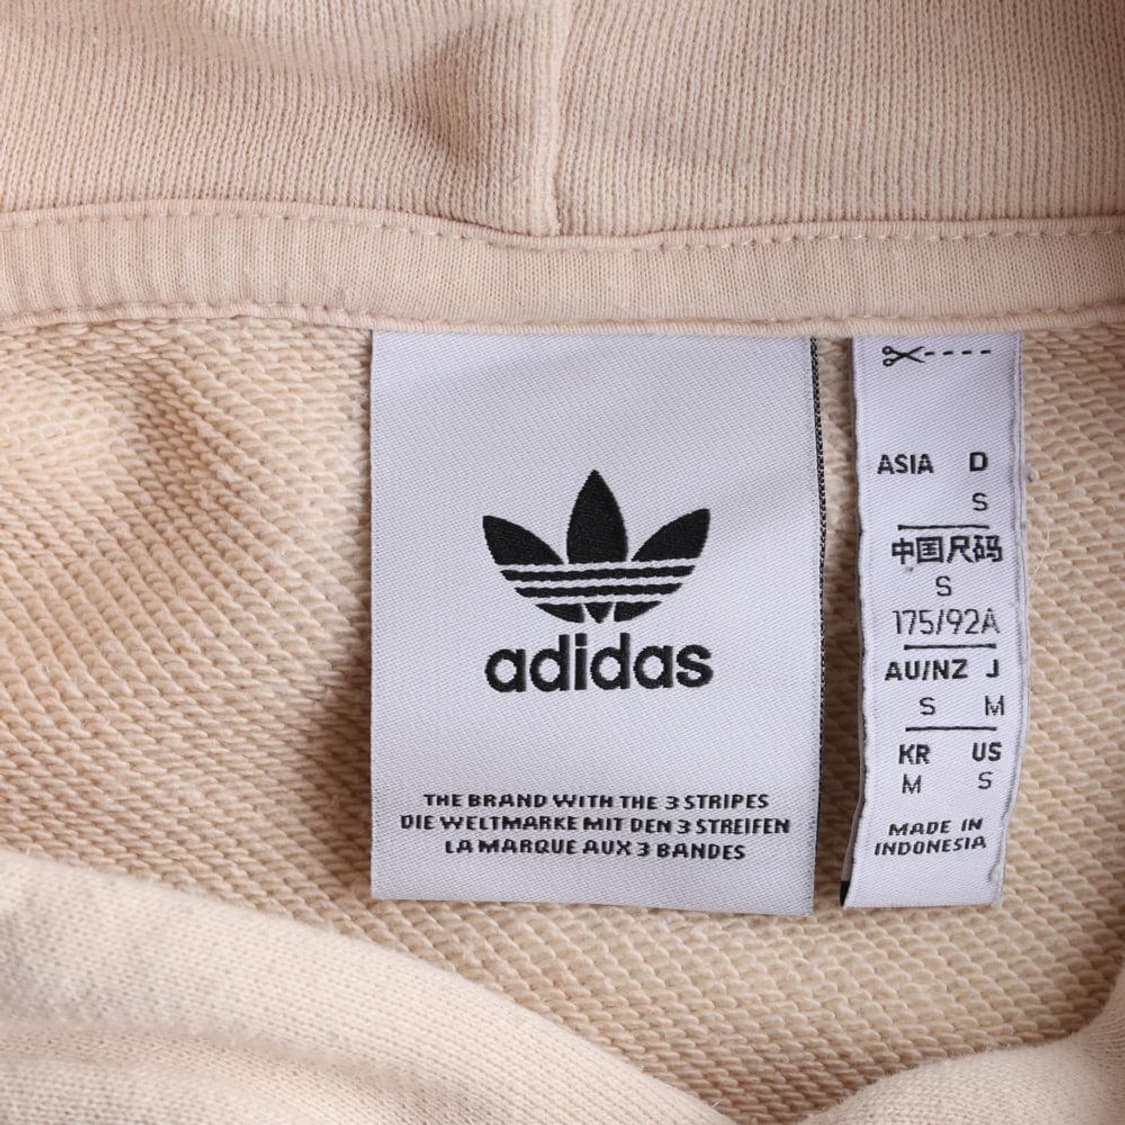 adidas
THE BRAND WITH THE 3 STRIPES
DIE WELTMARKE MIT DEN 3 STREIFEN
LA MARQUE AUX 3 BANDES
ASIA D
S
中国尺码
S
175/92A
AU/NZ J
S M
KR US
M S
MADE IN
INDONESIA